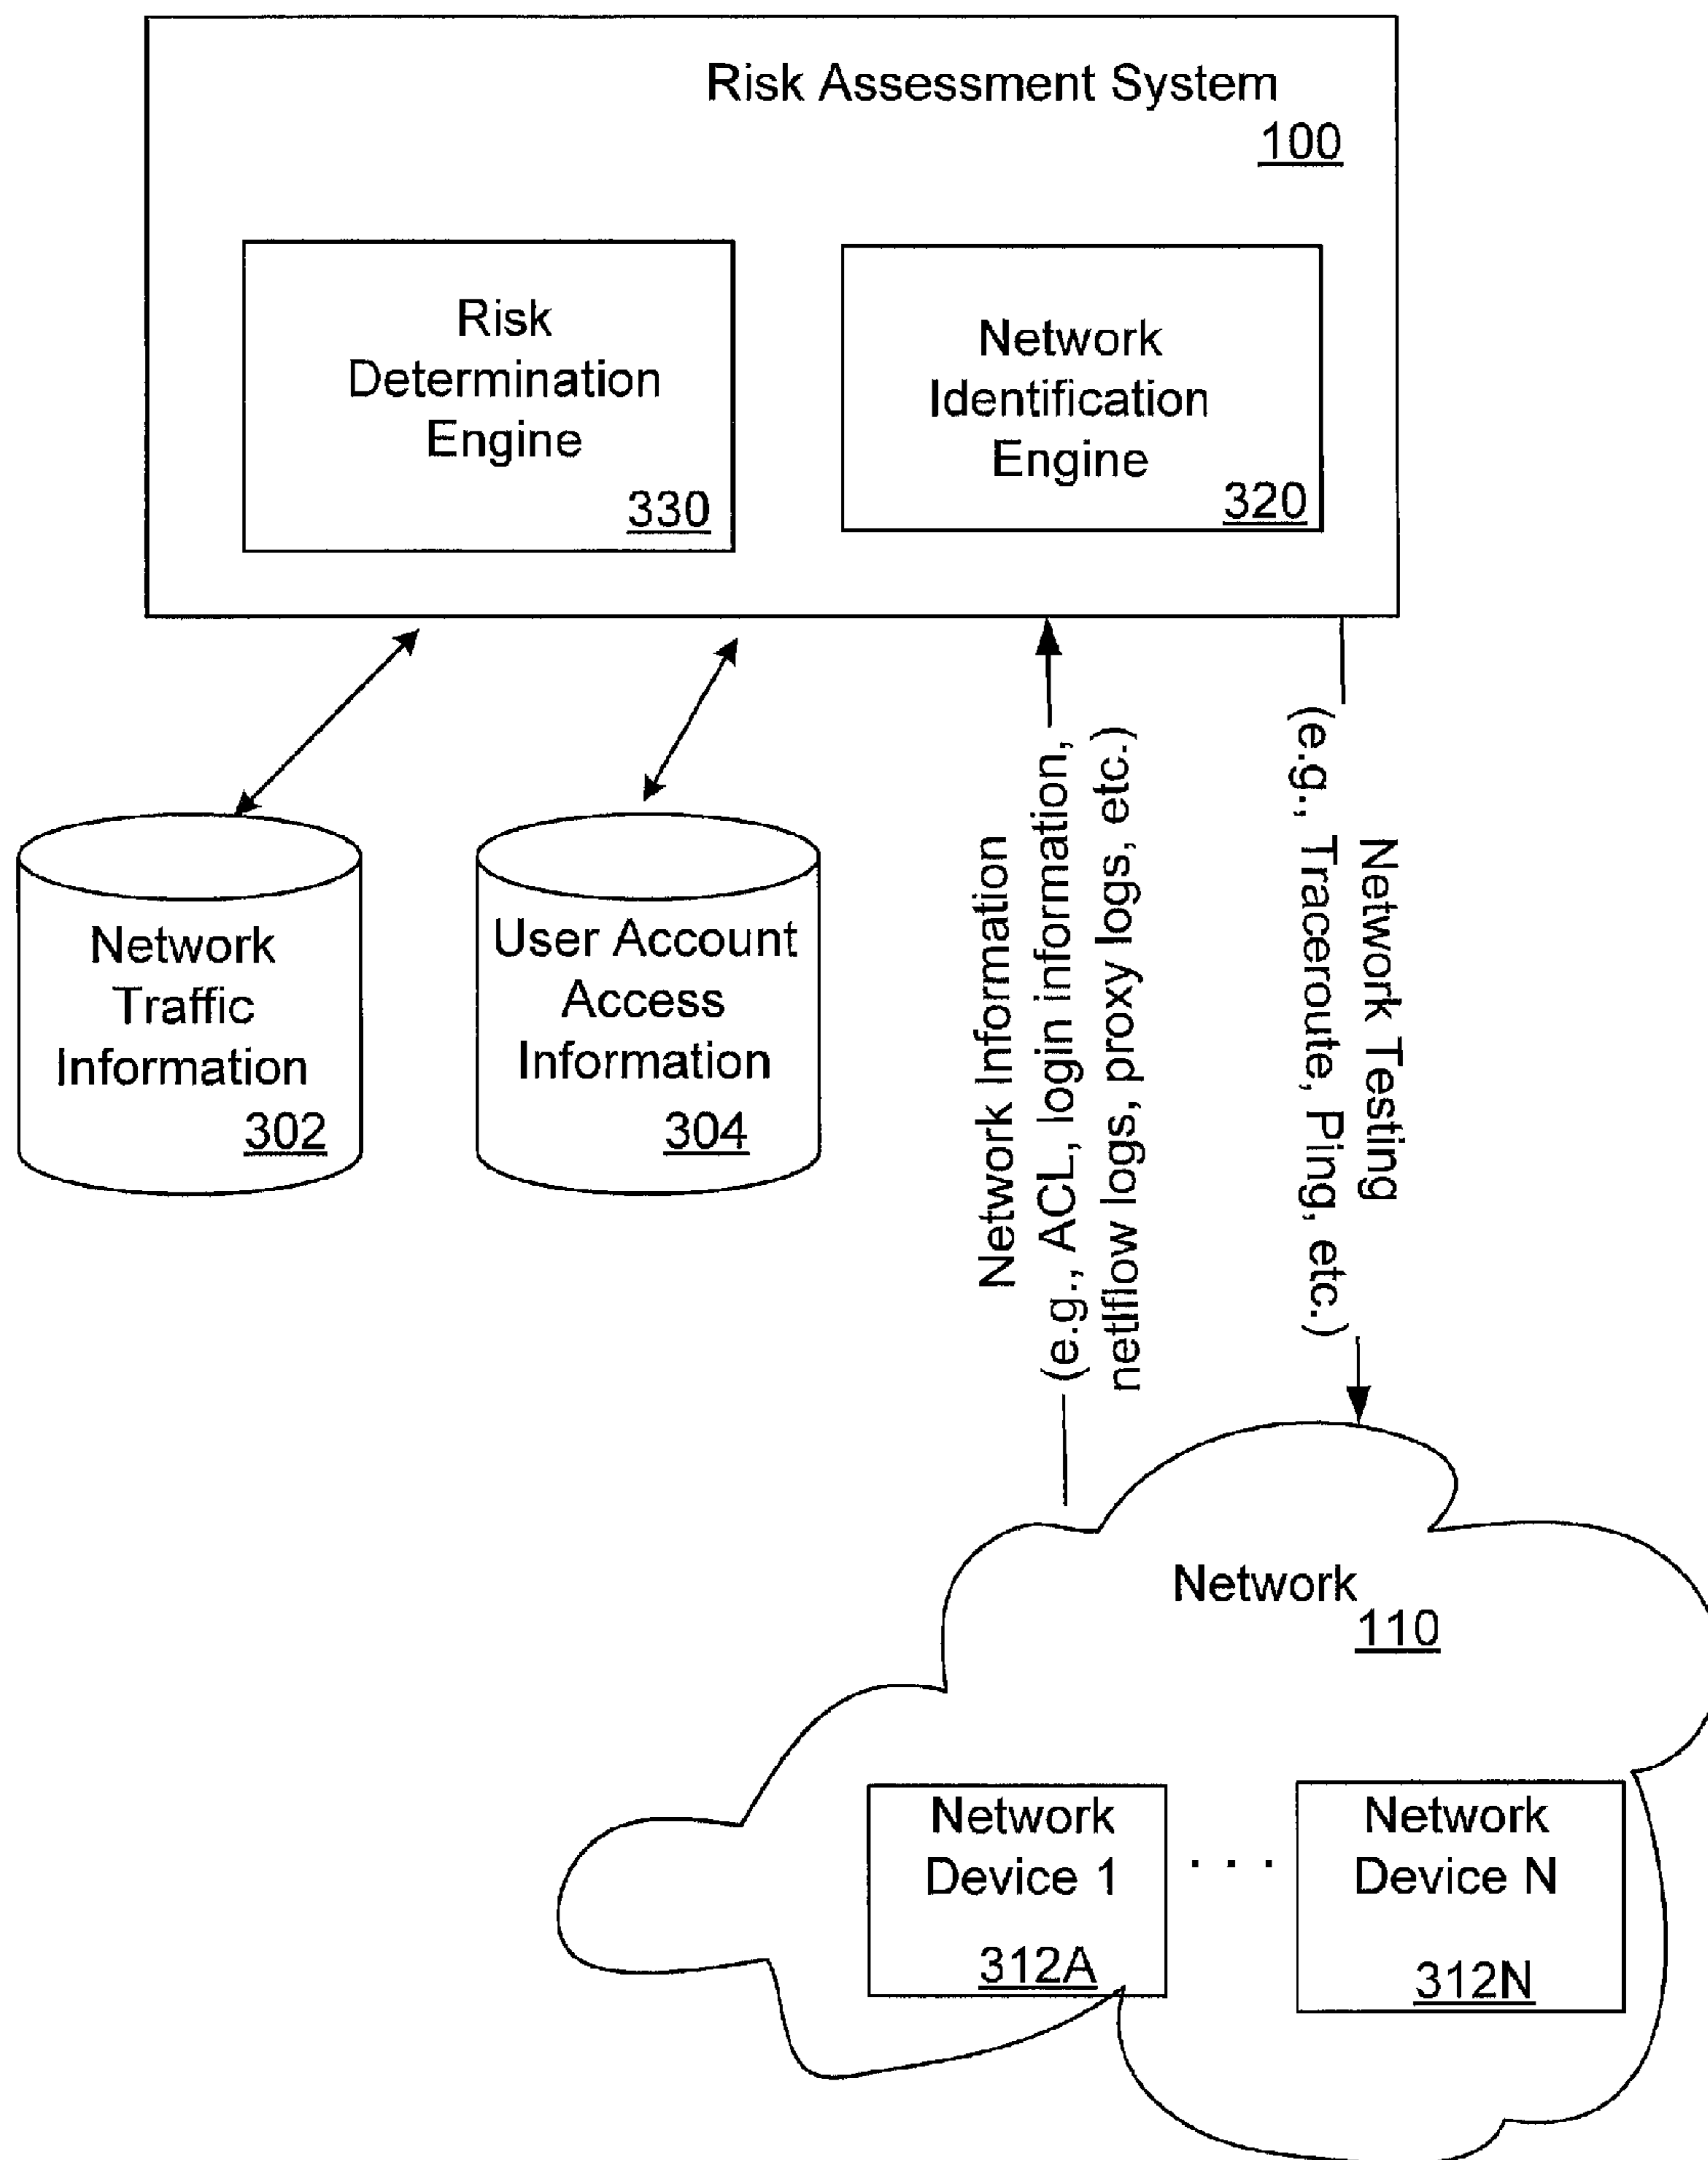 Risk Assessment System
100
Risk
Determination
Engine
330
Network
Identification
Engine
320
Network
Traffic
Information
302
User Account
Access
Information
304
Network Information
(e.g., ACL, login information,
netlflow logs, proxy logs, etc.)
Network Testing
(e.g., Traceroute, Ping, etc.)
Network
110
Network
Device 1
312A
. . .
Network
Device N
312N